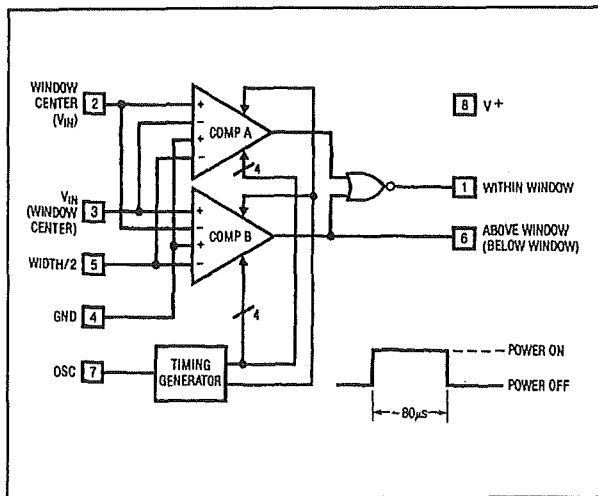 WINDOW
CENTER
(VIN)
2
+
−
+
−
COMP A
4
8 V+
1 WITHIN WINDOW
VIN
(WINDOW
CENTER)
3
+
−
+
−
COMP B
6 ABOVE WINDOW
(BELOW WINDOW)
WIDTH/2 5
GND 4
4
OSC 7
TIMING
GENERATOR
POWER ON
POWER OFF
~80µs